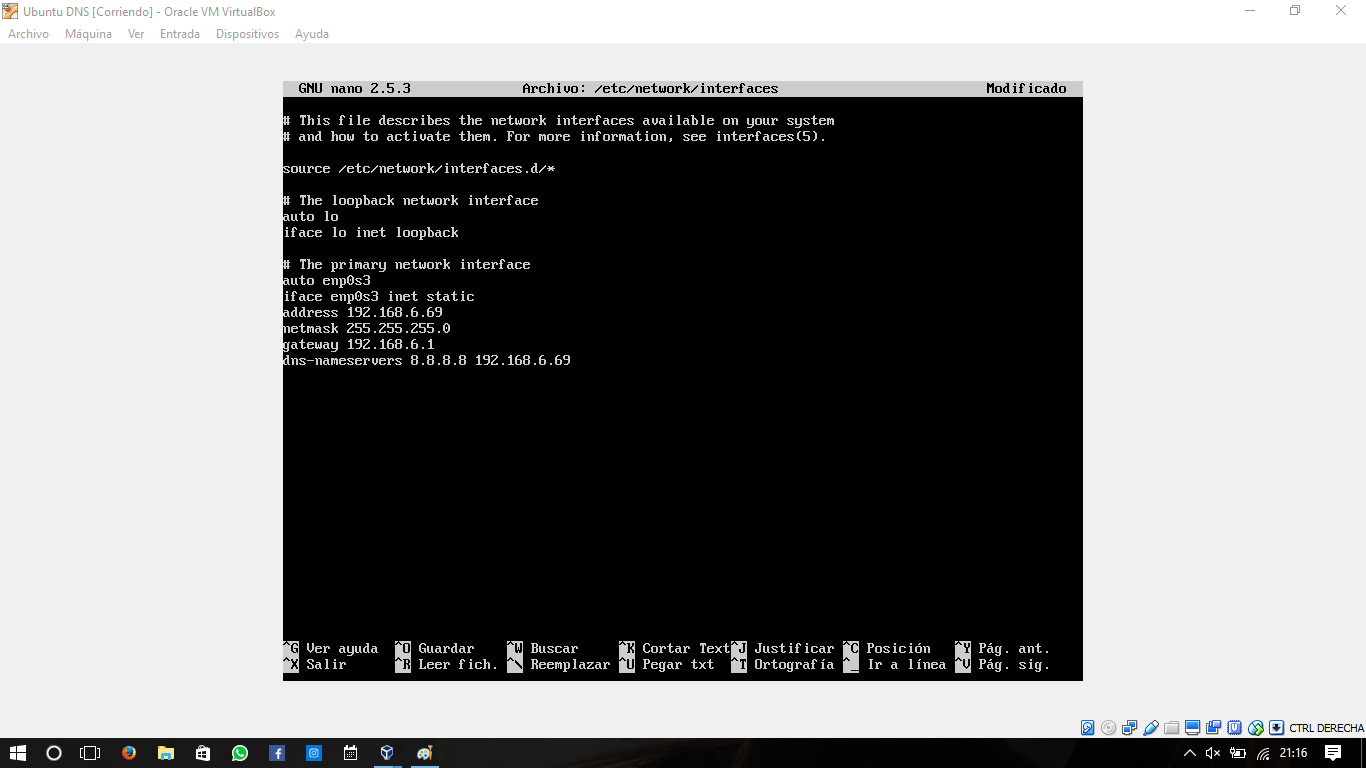 Ubuntu DNS [Corriendo] - Oracle VM VirtualBox
Archivo Máquina Ver Entrada Dispositivos Ayuda
GNU nano 2.5.3 Archivo: /etc/network/interfaces Modificado
# This file describes the network interfaces available on your system
# and how to activate them. For more information, see interfaces(5).
source /etc/network/interfaces.d/*
# The loopback network interface
auto lo
iface lo inet loopback
# The primary network interface
auto enp0s3
iface enp0s3 inet static
address 192.168.6.69
netmask 255.255.255.0
gateway 192.168.6.1
dns-nameservers 8.8.8.8 192.168.6.69
^G Ver ayuda ^O Guardar ^W Buscar ^K Cortar Text ^J Justificar ^C Posición ^Y Pág. ant.
^X Salir ^R Leer fich. ^\ Reemplazar ^U Pegar txt ^T Ortografía ^_ Ir a línea ^V Pág. sig.
CTRL DERECHA
21:16